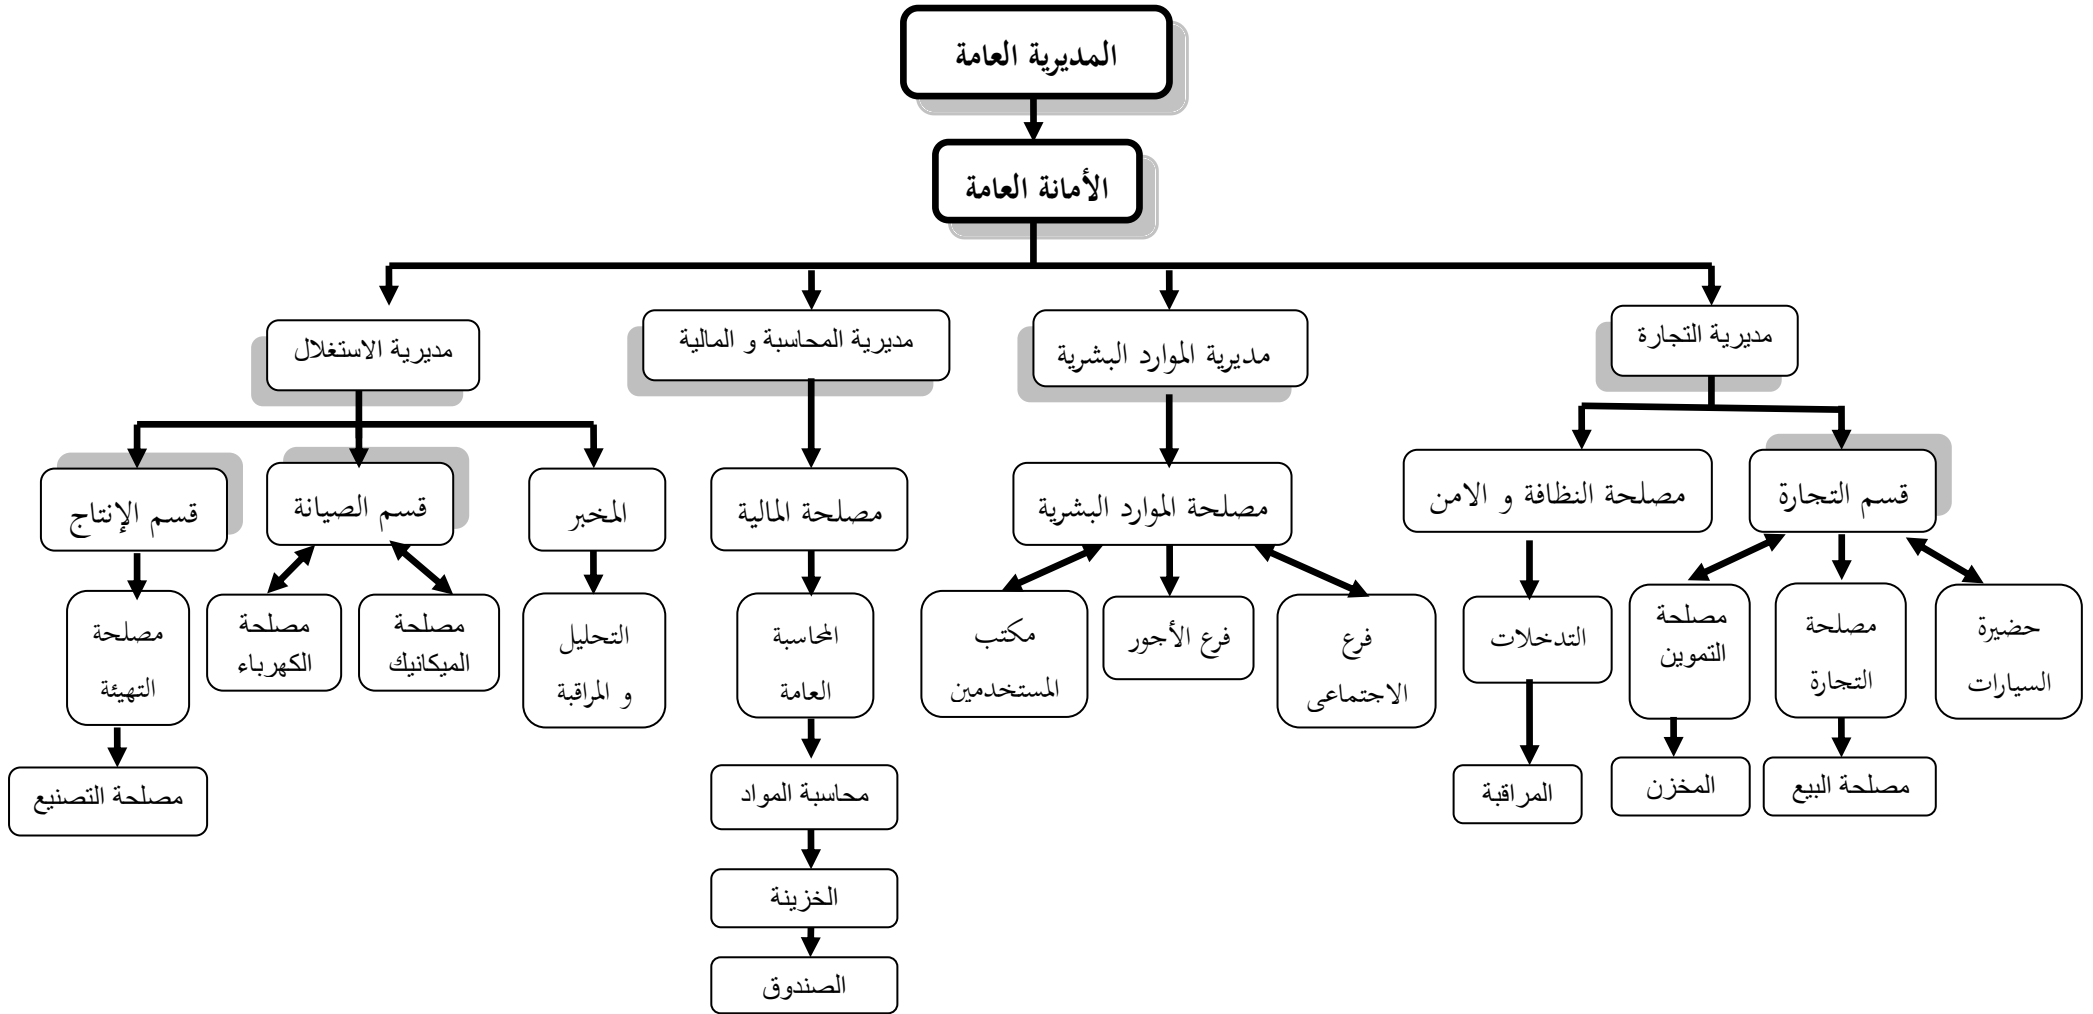 المديرية العامة
الأمانة العامة
مديرية التجارة
مديرية الموارد البشرية
مديرية المحاسبة و المالية
مديرية الاستغلال
قسم التجارة
مصلحة النظافة و الامن
مصلحة الموارد البشرية
مصلحة المالية
المخبر
قسم الصيانة
قسم الإنتاج
حضيرة
السيارات
مصلحة
التجارة
مصلحة
التموين
التدخلات
فرع
الاجتماعى
فرع الأجور
مكتب
المستخدمين
المحاسبة
العامة
التحليل
و المراقبة
مصلحة
الميكانيك
مصلحة
الكهرباء
مصلحة
التهيئة
مصلحة البيع
المخزن
المراقبة
محاسبة المواد
مصلحة التصنيع
الخزينة
الصندوق